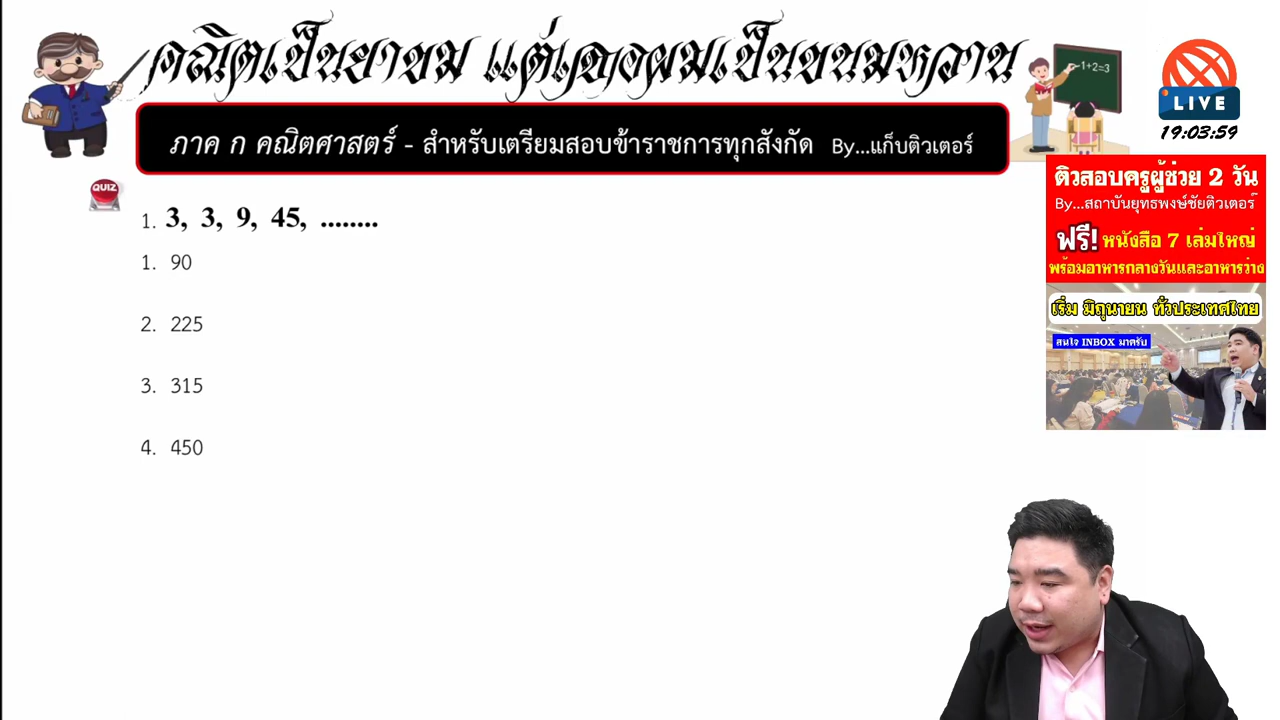 คณิตเป็นยาขม แต่เจอผมเป็นขนมหวาน
ภาค ก คณิตศาสตร์ - สำหรับเตรียมสอบข้าราชการทุกสังกัด By...แก็บติวเตอร์
-1+2=3
LIVE
19:03:59
QUIZ
1. 3, 3, 9, 45, ........
1. 90
2. 225
3. 315
4. 450
ติวสอบครูผู้ช่วย 2 วัน
By...สถาบันยุทธพงษ์ชัยติวเตอร์
ฟรี! หนังสือ 7 เล่มใหญ่
พร้อมอาหารกลางวันและอาหารว่าง
เริ่ม มิถุนายน ทั่วประเทศไทย
สนใจ INBOX มาครับ